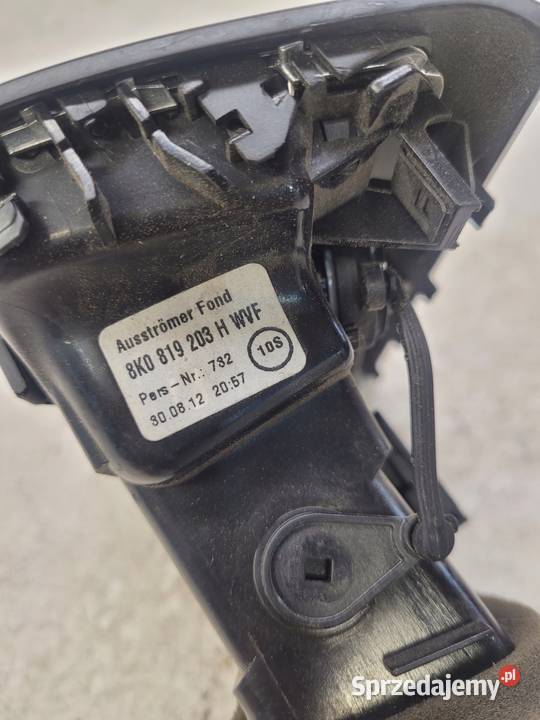 Ausströmer Fond
8K0 819 203 H WVF
Pers-Nr.: 732
10S
30.08.12 20:57
Sprzedajemy.pl